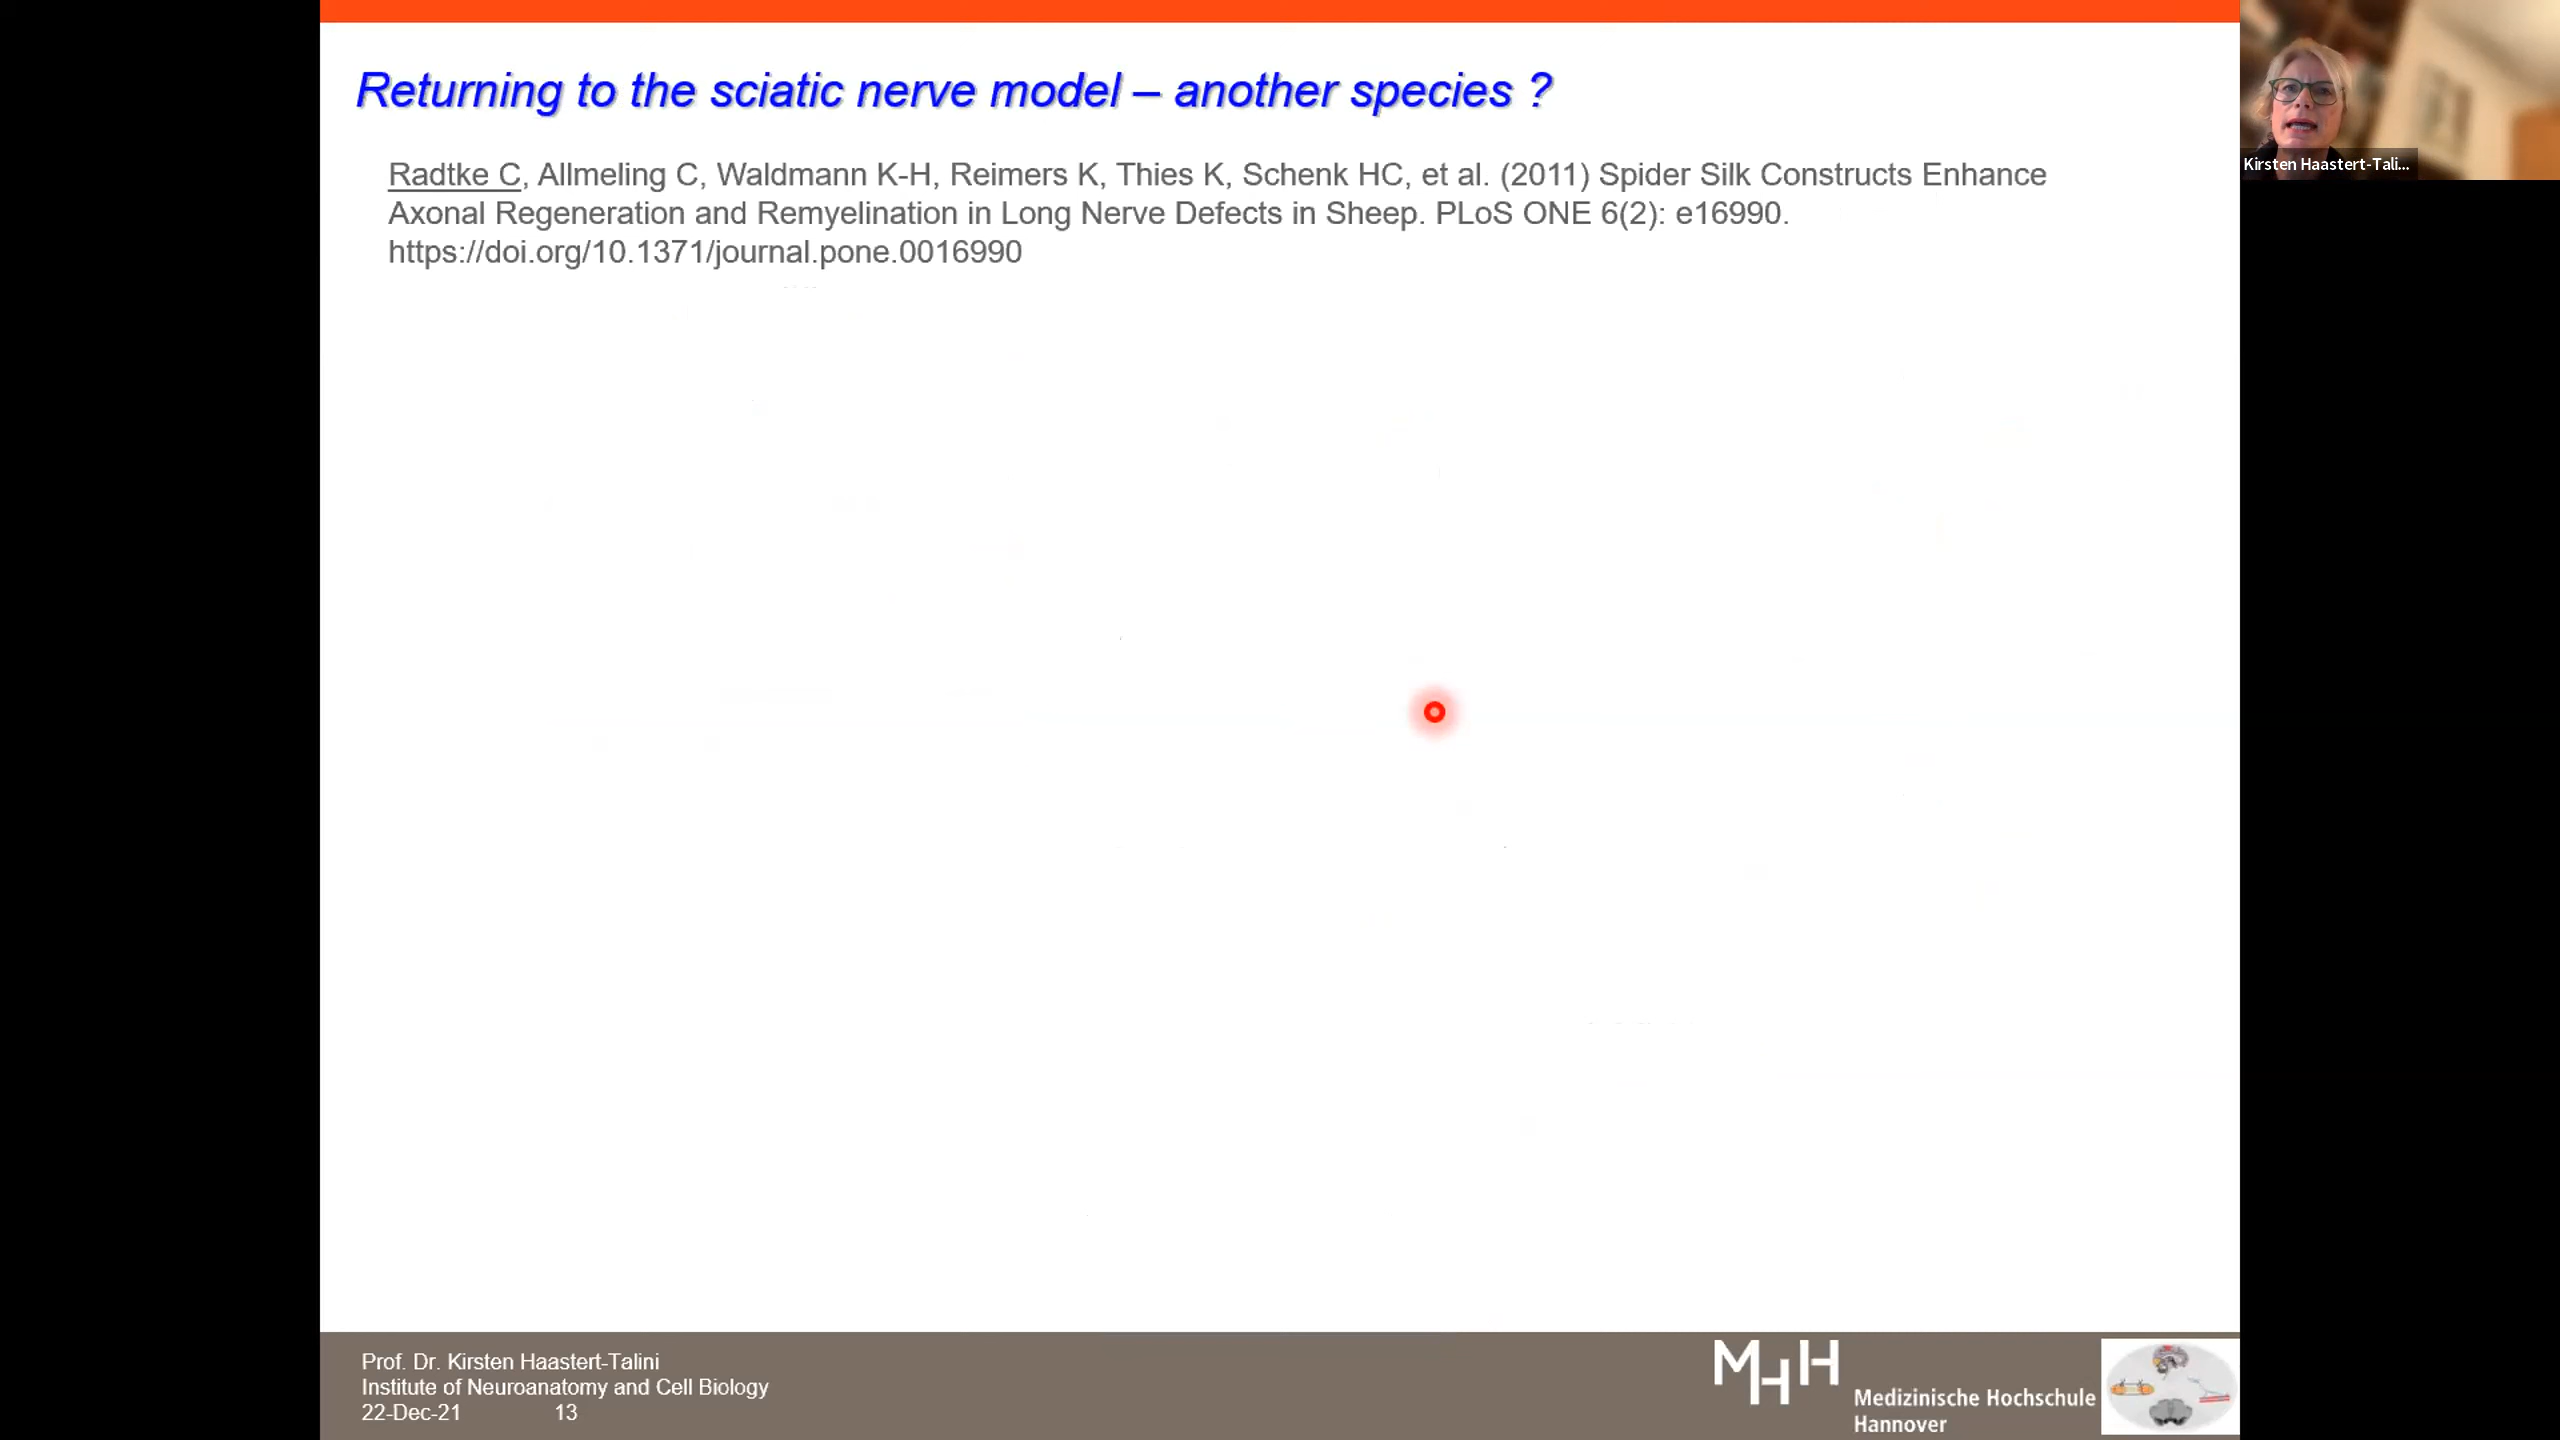 Returning to the sciatic nerve model – another species ?
Radtke C, Allmeling C, Waldmann K-H, Reimers K, Thies K, Schenk HC, et al. (2011) Spider Silk Constructs Enhance
Axonal Regeneration and Remyelination in Long Nerve Defects in Sheep. PLoS ONE 6(2): e16990.
https://doi.org/10.1371/journal.pone.0016990
Kirsten Haastert-Tali...
Prof. Dr. Kirsten Haastert-Talini
Institute of Neuroanatomy and Cell Biology
22-Dec-21 13
MHH
Medizinische Hochschule
Hannover